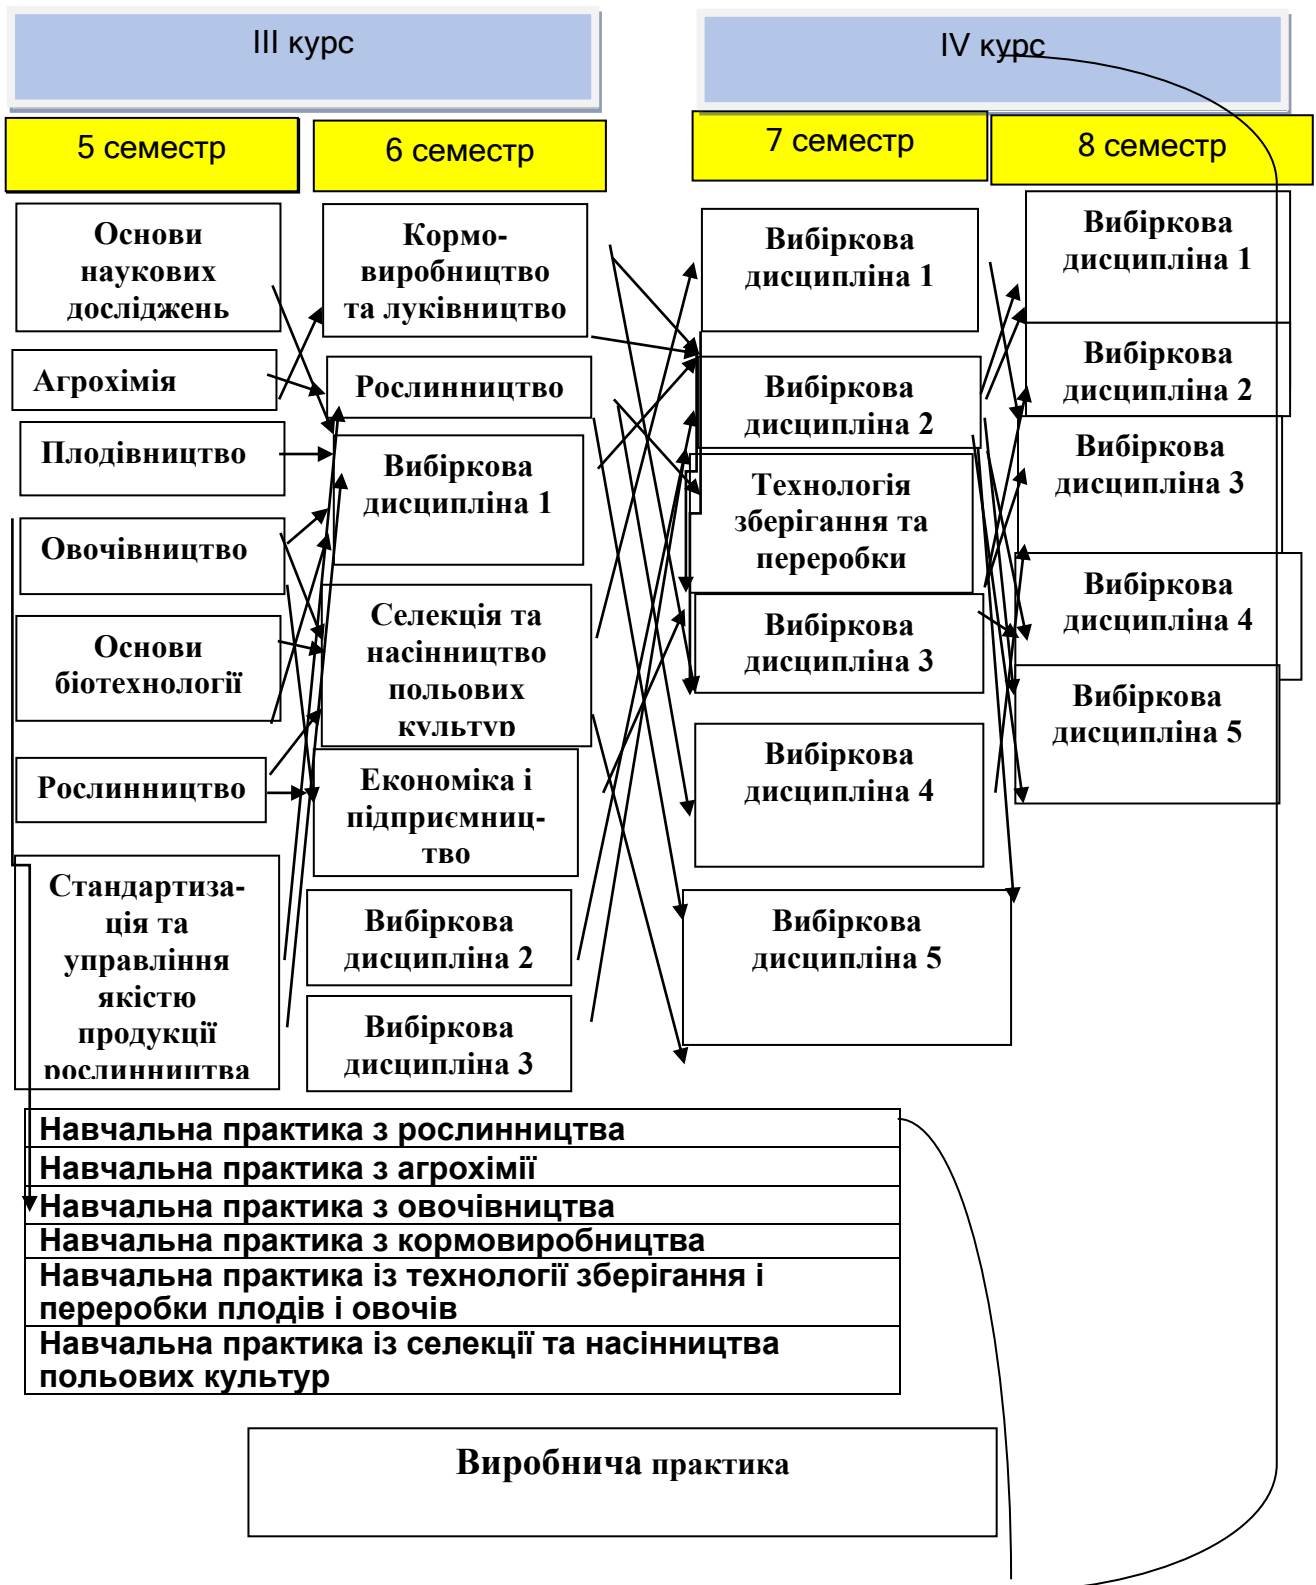 III курс
IV курс
5 семестр
6 семестр
7 семестр
8 семестр
Основи
наукових
досліджень
Агрохімія
Плодівництво
Овочівництво
Основи
біотехнології
Рослинництво
Стандартиза-
ція та
управління
якістю
продукції
рослинництва
Кормо-
виробництво
та луківництво
Рослинництво
Вибіркова
дисципліна 1
Селекція та
насінництво
польових
культур
Економіка і
підприємниц-
тво
Вибіркова
дисципліна 2
Вибіркова
дисципліна 3
Вибіркова
дисципліна 1
Вибіркова
дисципліна 2
Технологія
зберігання та
переробки
Вибіркова
дисципліна 3
Вибіркова
дисципліна 4
Вибіркова
дисципліна 5
Вибіркова
дисципліна 1
Вибіркова
дисципліна 2
Вибіркова
дисципліна 3
Вибіркова
дисципліна 4
Вибіркова
дисципліна 5
Навчальна практика з рослинництва
Навчальна практика з агрохімії
Навчальна практика з овочівництва
Навчальна практика з кормовиробництва
Навчальна практика із технології зберігання і
переробки плодів і овочів
Навчальна практика із селекції та насінництва
польових культур
Виробнича практика